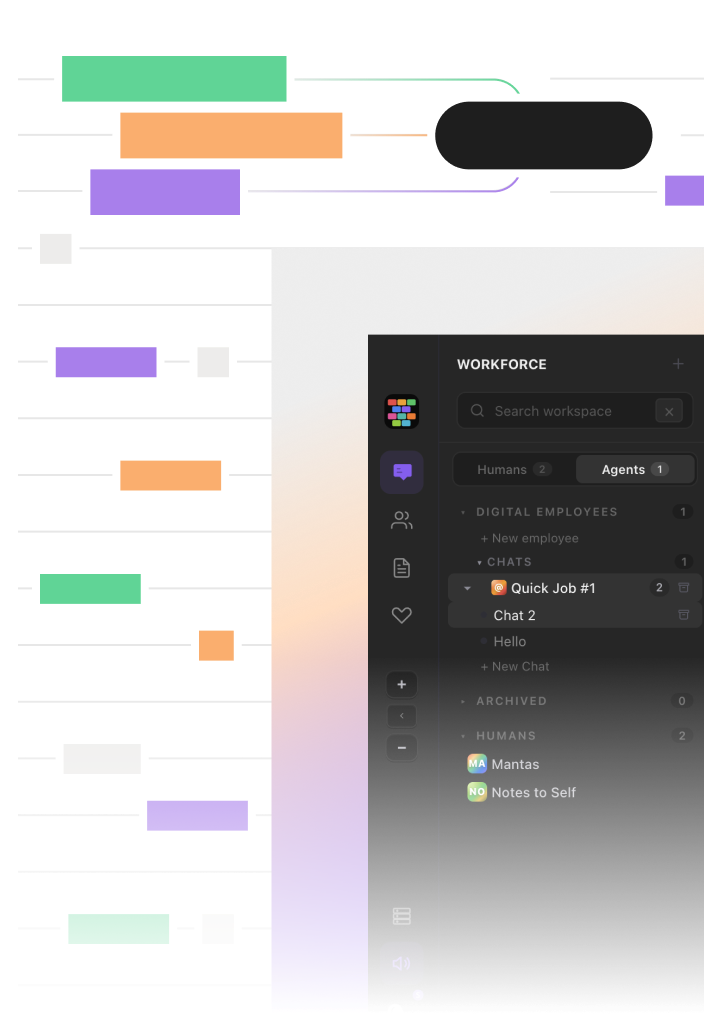 WORKFORCE
Search workspace
Humans 2 Agents 1
DIGITAL EMPLOYEES 1
+ New employee
CHATS 1
@ Quick Job #1 2
Chat 2
Hello
+ New Chat
ARCHIVED 0
HUMANS 2
MA Mantas
NO Notes to Self